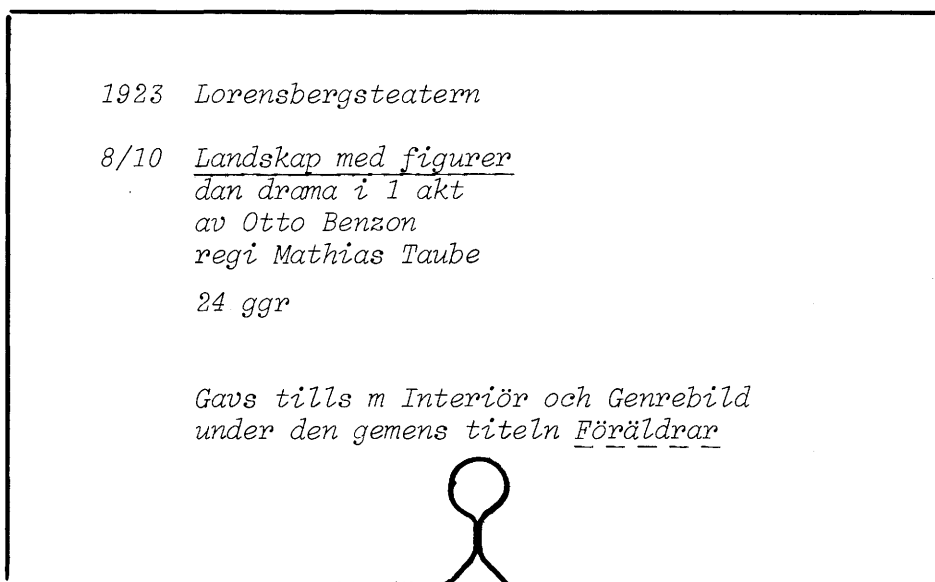 1923 Lorensbergsteatern
8/10 Landskap med figurer
dan drama i 1 akt
av Otto Benzon
regi Mathias Taube
24 ggr
Gavs tills m Interiör och Genrebild
under den gemens titeln Föräldrar